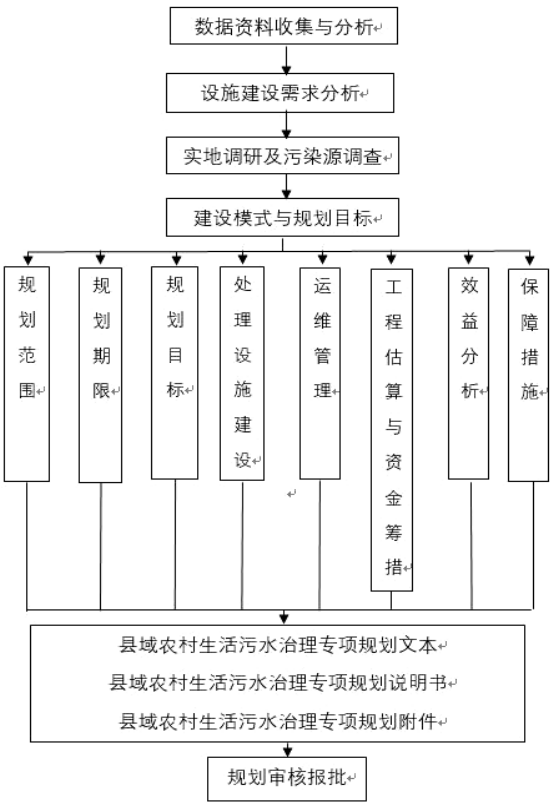 数据资料收集与分析
设施建设需求分析
实地调研及污染源调查
建设模式与规划目标
规划范围
规划期限
规划目标
处理设施建设
运维管理
工程估算与资金筹措
效益分析
保障措施
县域农村生活污水治理专项规划文本
县域农村生活污水治理专项规划说明书
县域农村生活污水治理专项规划附件
规划审核报批